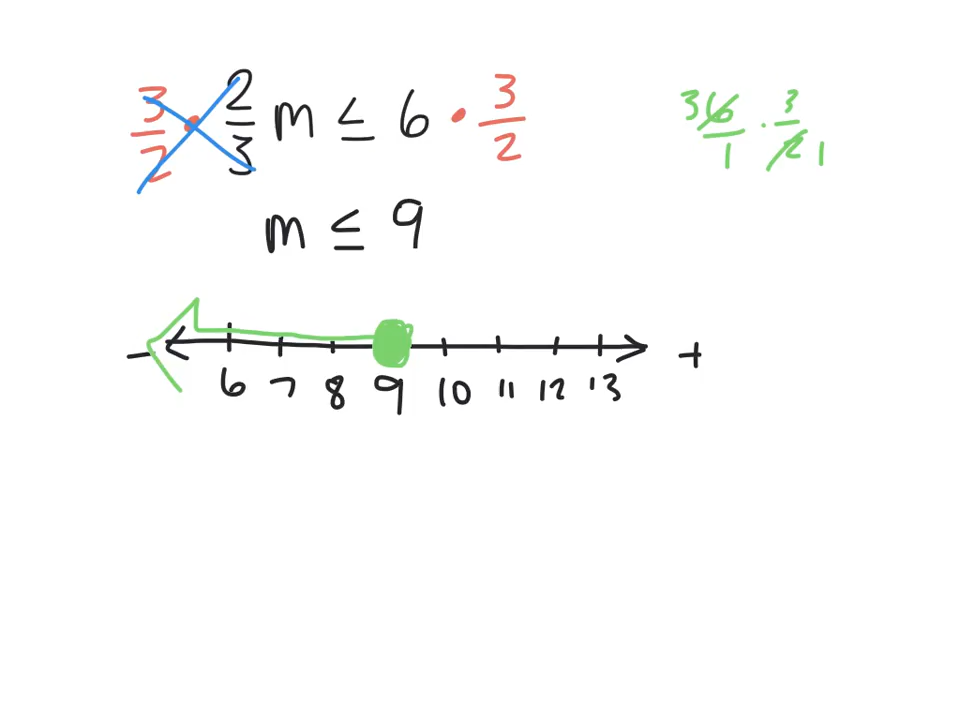 3/2 · 2/3 m ≤ 6 · 3/2
3 6/1 · 3/2 1
m ≤ 9
− 6 7 8 9 10 11 12 13 +